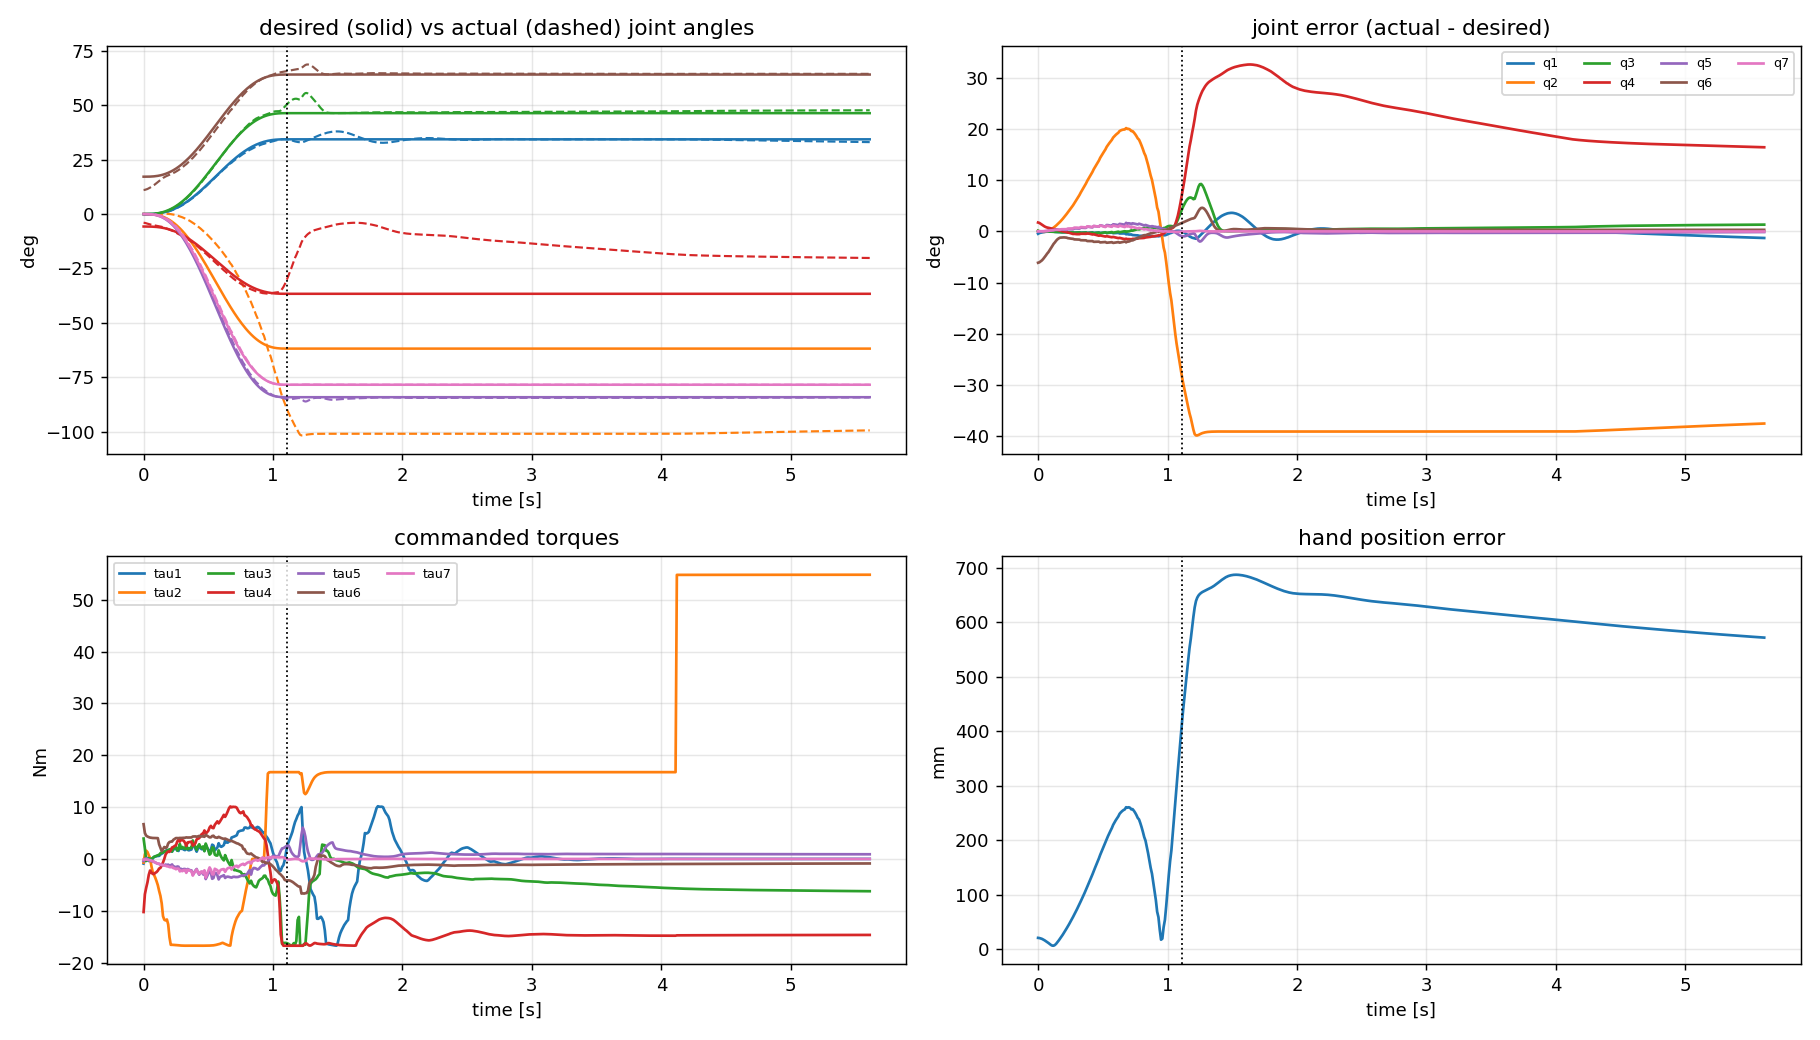 desired (solid) vs actual (dashed) joint angles
75
50
25
0
−25
−50
−75
−100
deg
0 1 2 3 4 5
time [s]
joint error (actual - desired)
q1 q3 q5 q7
q2 q4 q6
30
20
10
0
−10
−20
−30
−40
deg
0 1 2 3 4 5
time [s]
commanded torques
tau1 tau3 tau5 tau7
tau2 tau4 tau6
50
40
30
20
10
0
−10
−20
Nm
0 1 2 3 4 5
time [s]
hand position error
700
600
500
400
300
200
100
0
mm
0 1 2 3 4 5
time [s]